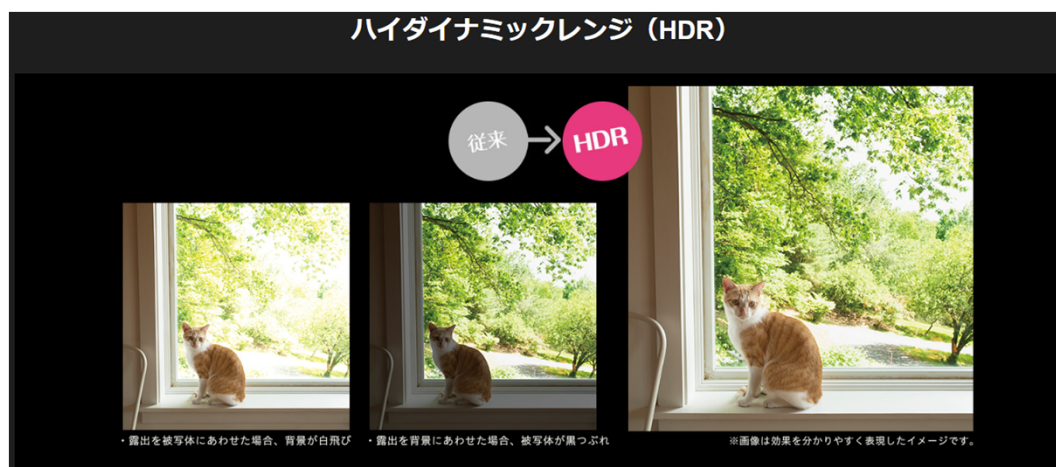 ハイダイナミックレンジ（HDR）
従来
HDR
・露出を被写体にあわせた場合、背景が白飛び
・露出を背景にあわせた場合、被写体が黒つぶれ
※画像は効果を分かりやすく表現したイメージです。